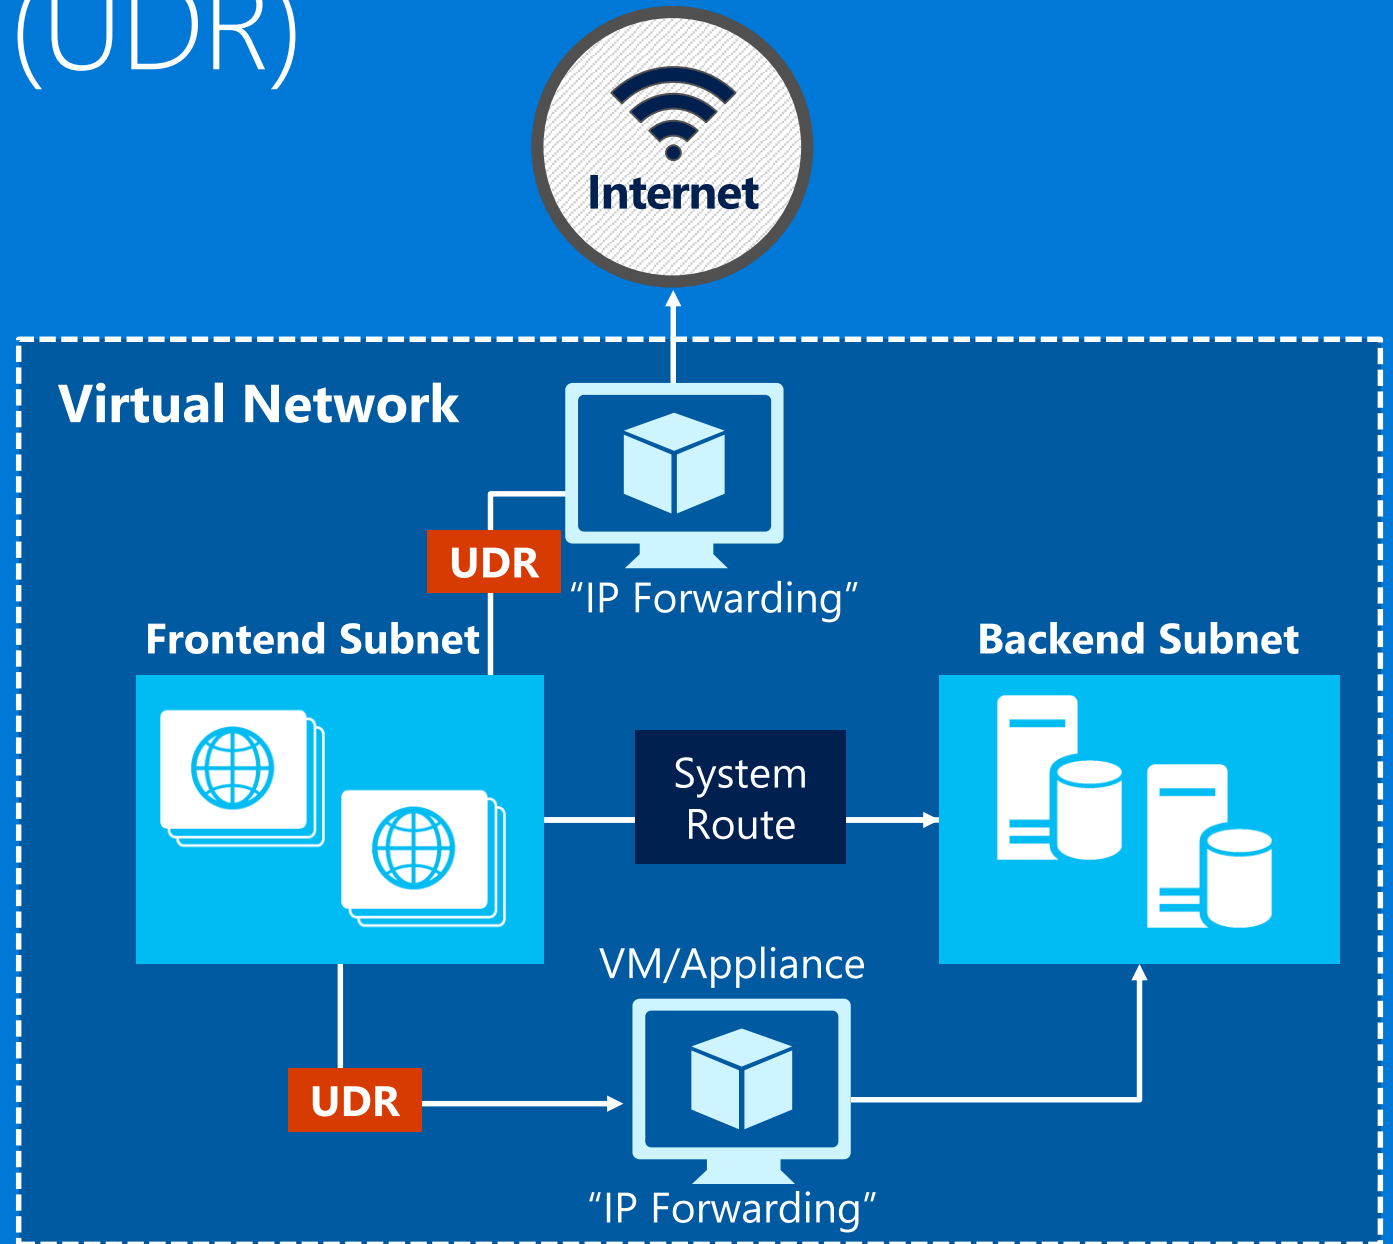 (UDR)
Internet
Virtual Network
UDR
“IP Forwarding”
Frontend Subnet
Backend Subnet
System
Route
VM/Appliance
UDR
“IP Forwarding”